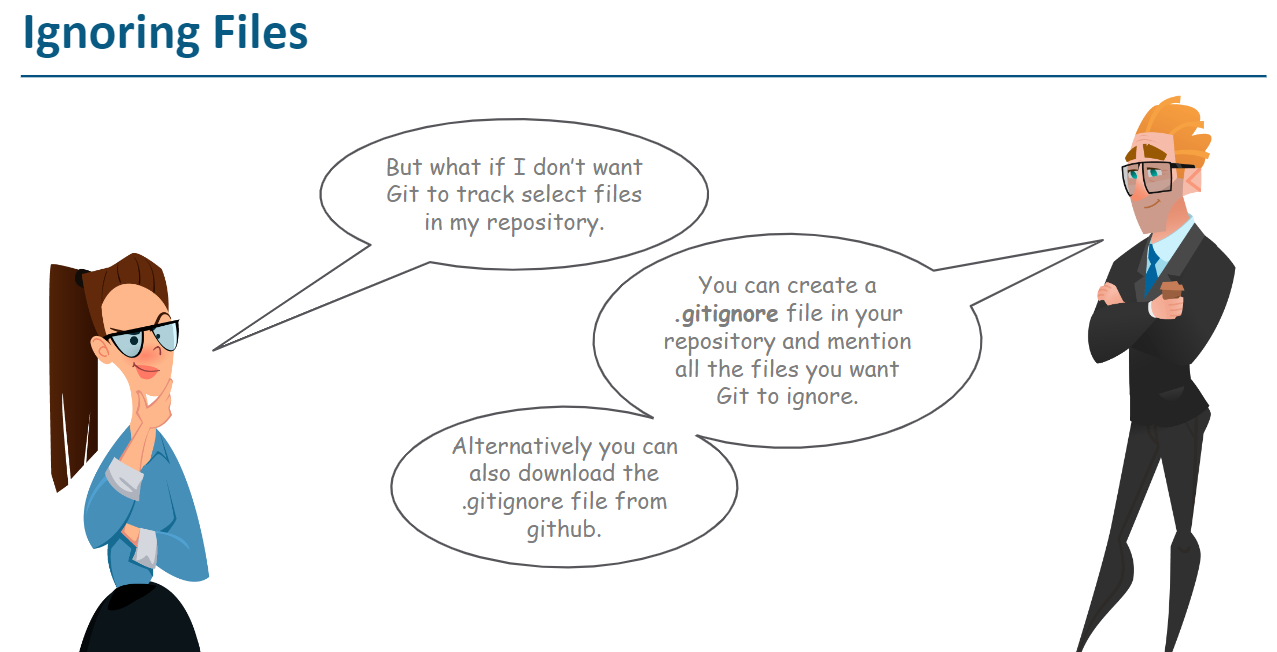 Ignoring Files
But what if I don’t want
Git to track select files
in my repository.
You can create a
.gitignore file in your
repository and mention
all the files you want
Git to ignore.
Alternatively you can
also download the
.gitignore file from
github.